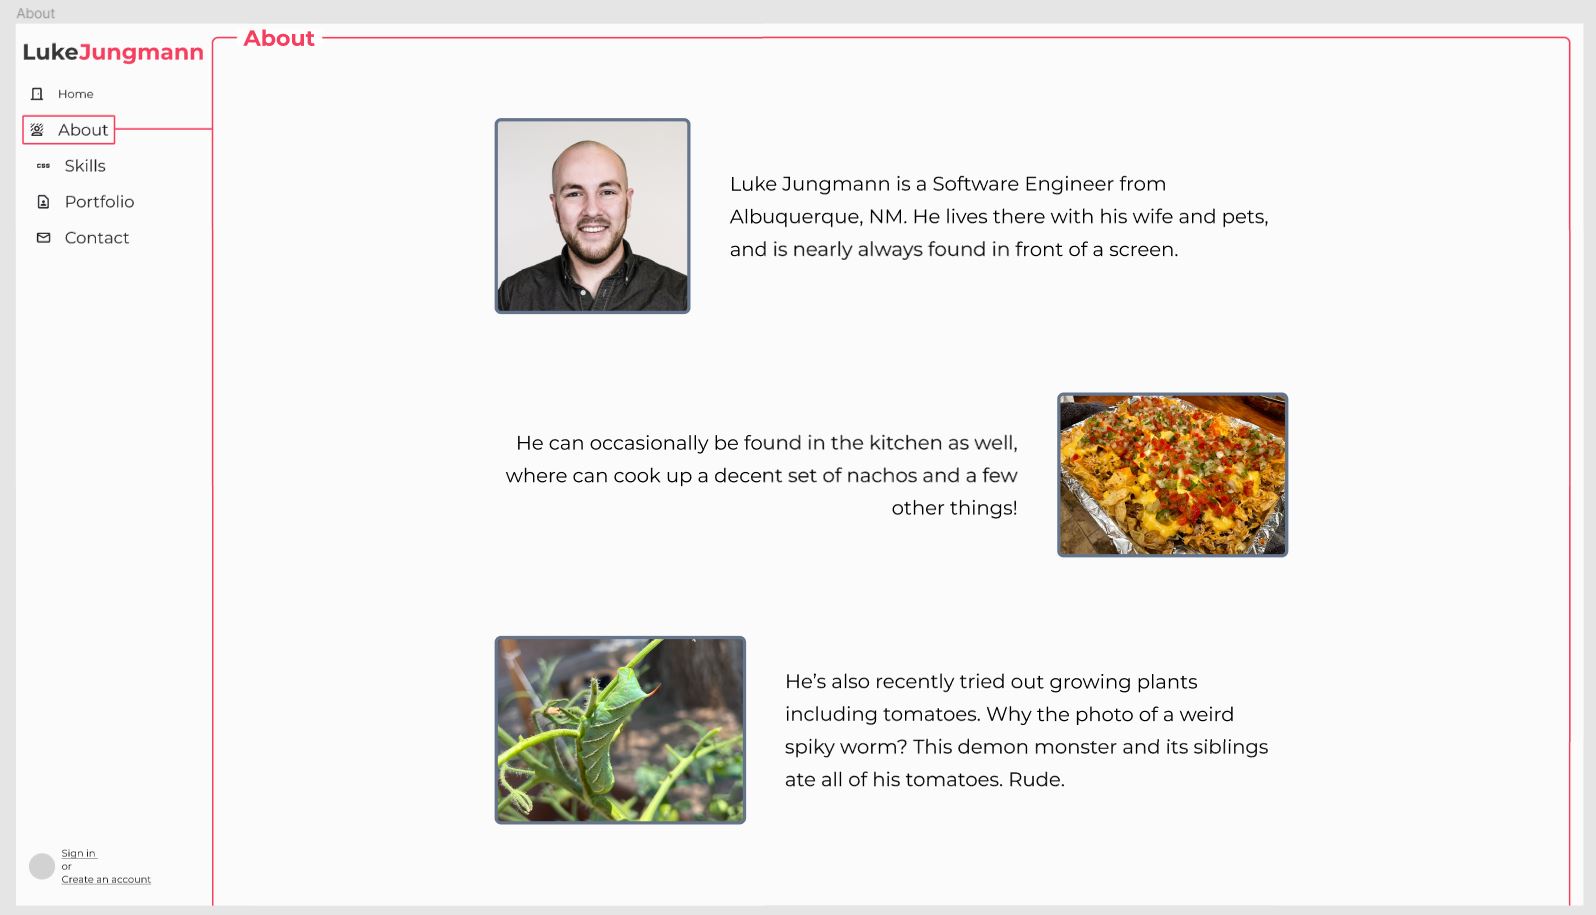 About
LukeJungmann
Home
About
Skills
Portfolio
Contact
Sign in
or
Create an account
About
Luke Jungmann is a Software Engineer from
Albuquerque, NM. He lives there with his wife and pets,
and is nearly always found in front of a screen.
He can occasionally be found in the kitchen as well,
where can cook up a decent set of nachos and a few
other things!
He’s also recently tried out growing plants
including tomatoes. Why the photo of a weird
spiky worm? This demon monster and its siblings
ate all of his tomatoes. Rude.